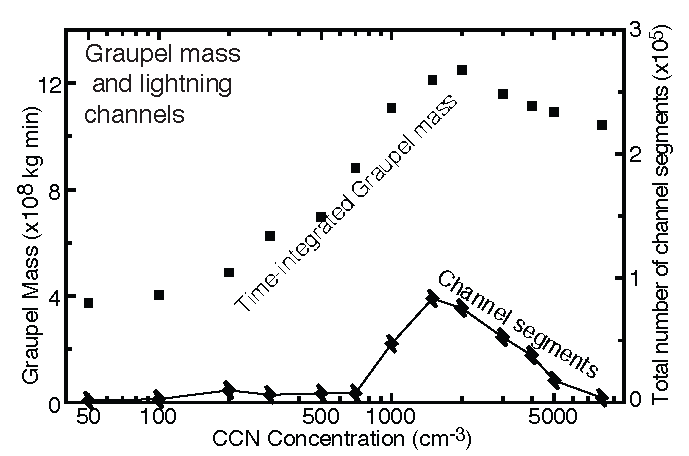 Graupel mass
and lightning
channels
Graupel Mass (x10⁸ kg min)
12
8
4
0
3
2
1
0
Total number of channel segments (x10⁵)
Time-integrated Graupel mass
Channel segments
50 100 500 1000 5000
CCN Concentration (cm⁻³)